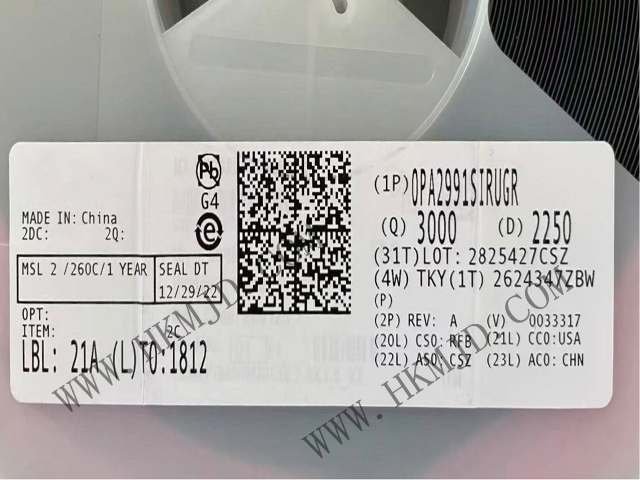 Pb
G4
e
MADE IN: China
2DC: 2Q:
MSL 2 /260C/1 YEAR SEAL DT
12/29/22
OPT:
ITEM: 2C
LBL: 21A (L)TO:1812
(1P) OPA2991SIRUGR
(Q) 3000 (D) 2250
(31T) LOT: 2825427CSZ
(4W) TKY(1T) 2624347ZBW
(P)
(2P) REV: A (V) 0033317
(20L) CSO: RFB (21L) CCO:USA
(22L) ASO: CSZ (23L) ACO: CHN
WWW.HKMJD.COM
WWW.HKMJD.COM